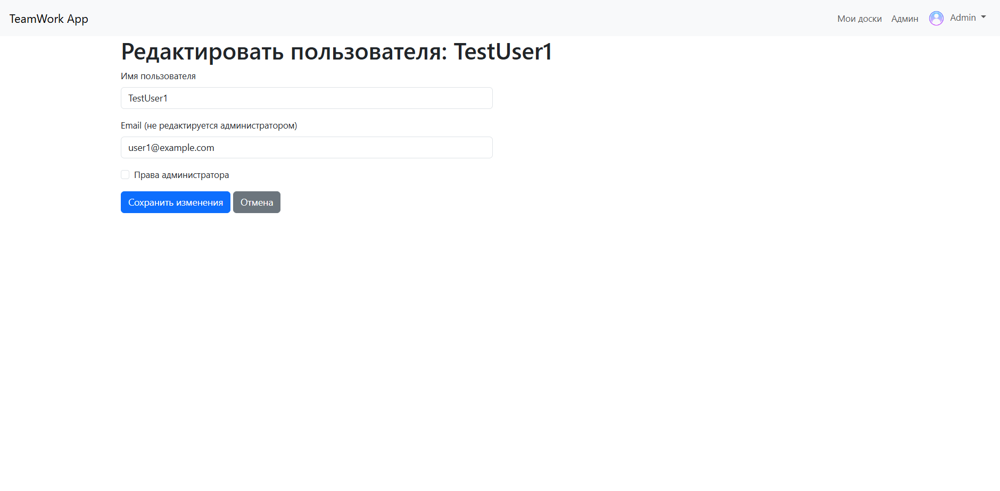 TeamWork App
Мои доски
Админ
Admin
Редактировать пользователя: TestUser1
Имя пользователя
TestUser1
Email (не редактируется администратором)
user1@example.com
Права администратора
Сохранить изменения
Отмена